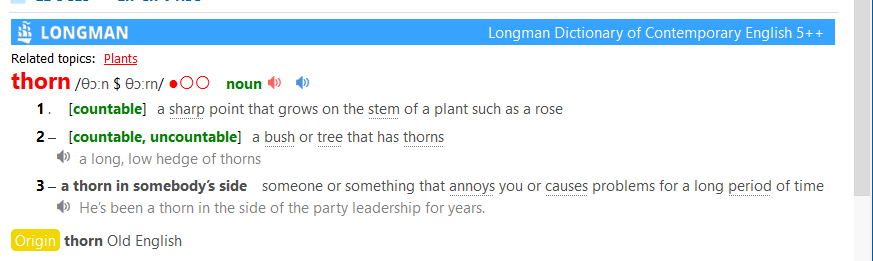 LONGMAN Longman Dictionary of Contemporary English 5++
Related topics: Plants
thorn /θɔːn $ θɔːrn/ ●○○ noun
1 . [countable] a sharp point that grows on the stem of a plant such as a rose
2 – [countable, uncountable] a bush or tree that has thorns
a long, low hedge of thorns
3 – a thorn in somebody’s side someone or something that annoys you or causes problems for a long period of time
He’s been a thorn in the side of the party leadership for years.
Origin thorn Old English